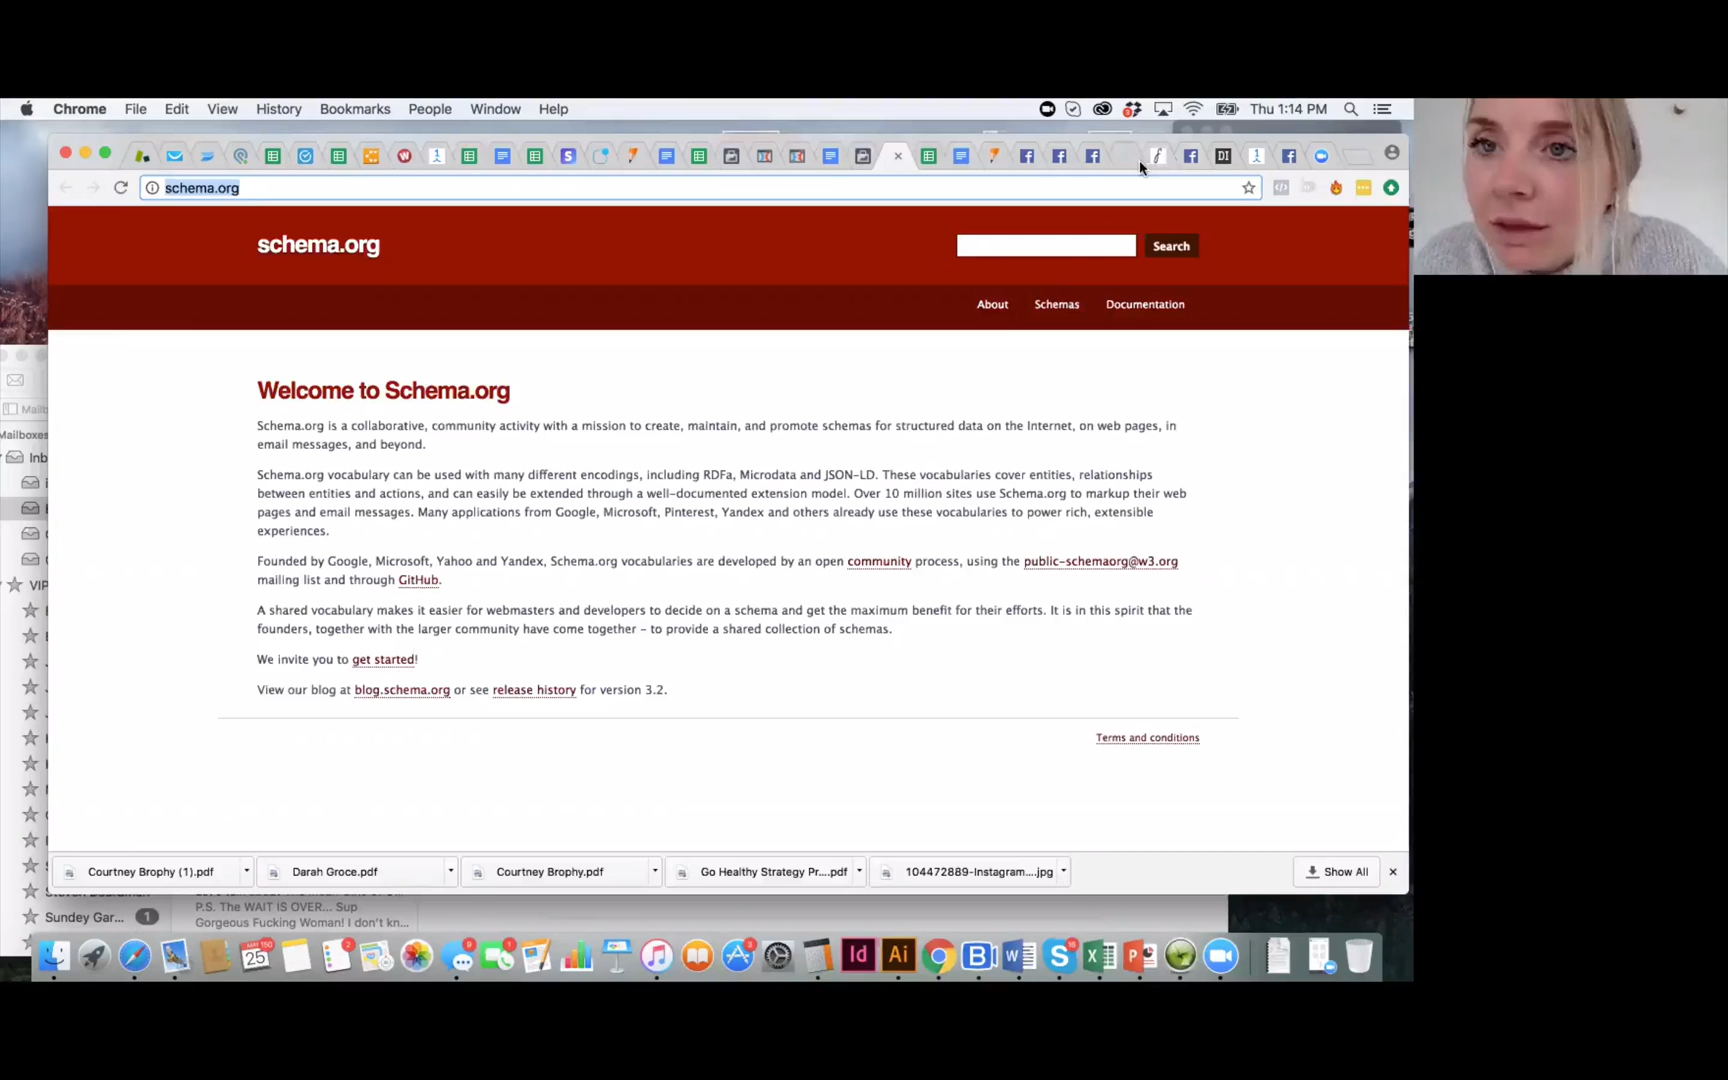 Chrome File Edit View History Bookmarks People Window Help
Thu 1:14 PM
DI
schema.org
schema.org
Search
About Schemas Documentation
Welcome to Schema.org
Schema.org is a collaborative, community activity with a mission to create, maintain, and promote schemas for structured data on the Internet, on web pages, in
email messages, and beyond.
Schema.org vocabulary can be used with many different encodings, including RDFa, Microdata and JSON-LD. These vocabularies cover entities, relationships
between entities and actions, and can easily be extended through a well-documented extension model. Over 10 million sites use Schema.org to markup their web
pages and email messages. Many applications from Google, Microsoft, Pinterest, Yandex and others already use these vocabularies to power rich, extensible
experiences.
Founded by Google, Microsoft, Yahoo and Yandex, Schema.org vocabularies are developed by an open community process, using the public-schemaorg@w3.org
mailing list and through GitHub.
A shared vocabulary makes it easier for webmasters and developers to decide on a schema and get the maximum benefit for their efforts. It is in this spirit that the
founders, together with the larger community have come together - to provide a shared collection of schemas.
We invite you to get started!
View our blog at blog.schema.org or see release history for version 3.2.
Terms and conditions
Mailb
Mailboxes
Inb
VIP
Courtney Brophy (1).pdf
Darah Groce.pdf
Courtney Brophy.pdf
Go Healthy Strategy Pr....pdf
104472889-Instagram....jpg
Show All
Sundey Gar... 1
P.S. The WAIT IS OVER... Sup
Gorgeous Fucking Woman! I don't kn...
25
Id
Ai